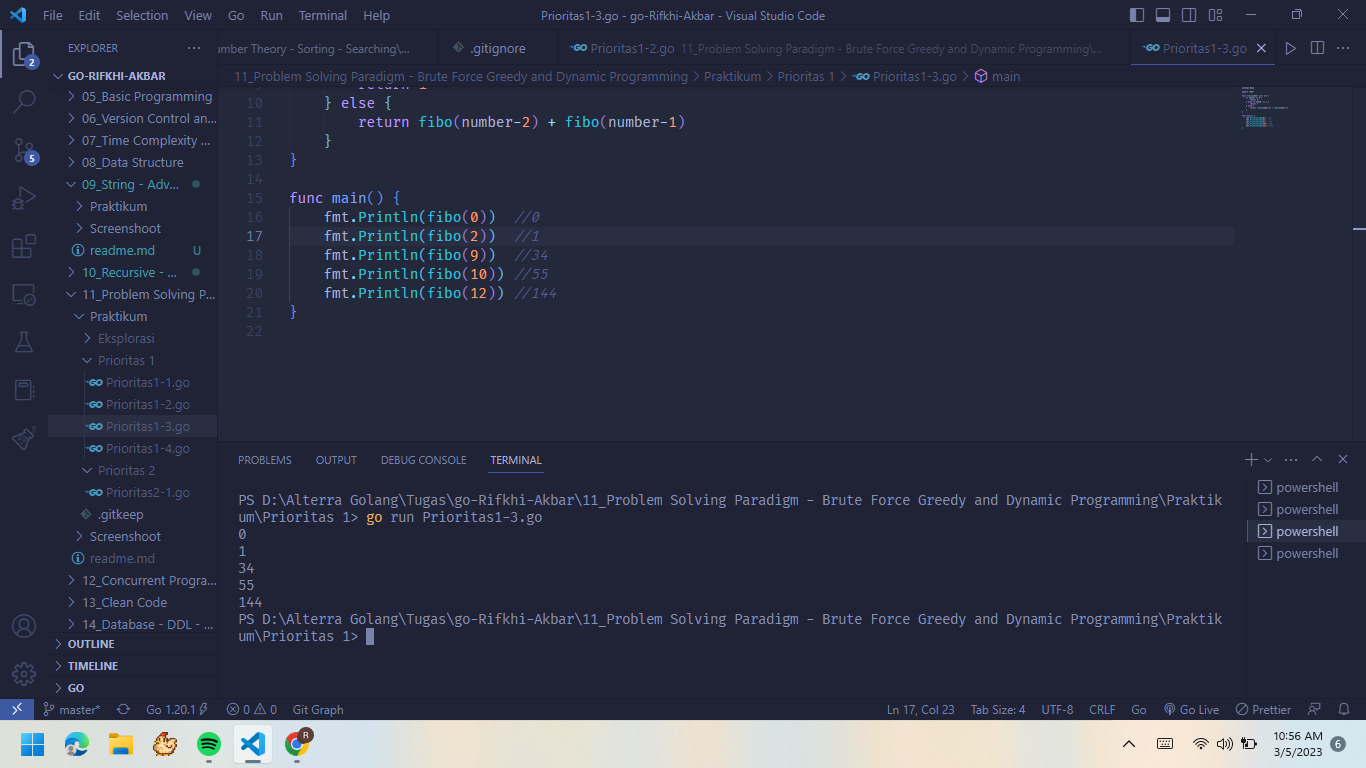 File Edit Selection View Go Run Terminal Help Prioritas1-3.go - go-Rifkhi-Akbar - Visual Studio Code
EXPLORER ···
umber Theory - Sorting - Searching\... .gitignore Prioritas1-2.go 11_Problem Solving Paradigm - Brute Force Greedy and Dynamic Programming\... Prioritas1-3.go
11_Problem Solving Paradigm - Brute Force Greedy and Dynamic Programming > Praktikum > Prioritas 1 > Prioritas1-3.go > main
GO-RIFKHI-AKBAR
05_Basic Programming
06_Version Control an...
07_Time Complexity ...
08_Data Structure
09_String - Adv...
Praktikum
Screenshoot
readme.md U
10_Recursive - ...
11_Problem Solving P...
Praktikum
Eksplorasi
Prioritas 1
Prioritas1-1.go
Prioritas1-2.go
Prioritas1-3.go
Prioritas1-4.go
Prioritas 2
Prioritas2-1.go
.gitkeep
Screenshoot
readme.md
12_Concurrent Progra...
13_Clean Code
14_Database - DDL - ...
OUTLINE
TIMELINE
GO
10 } else {
11 return fibo(number-2) + fibo(number-1)
12 }
13 }
14
15 func main() {
16 fmt.Println(fibo(0)) //0
17 fmt.Println(fibo(2)) //1
18 fmt.Println(fibo(9)) //34
19 fmt.Println(fibo(10)) //55
20 fmt.Println(fibo(12)) //144
21 }
22
PROBLEMS OUTPUT DEBUG CONSOLE TERMINAL
PS D:\Alterra Golang\Tugas\go-Rifkhi-Akbar\11_Problem Solving Paradigm - Brute Force Greedy and Dynamic Programming\Praktik
um\Prioritas 1> go run Prioritas1-3.go
0
1
34
55
144
PS D:\Alterra Golang\Tugas\go-Rifkhi-Akbar\11_Problem Solving Paradigm - Brute Force Greedy and Dynamic Programming\Praktik
um\Prioritas 1>
powershell
powershell
powershell
powershell
2
5
master* Go 1.20.1 0 0 Git Graph Ln 17, Col 23 Tab Size: 4 UTF-8 CRLF Go Go Live Prettier
R
10:56 AM
3/5/2023
6